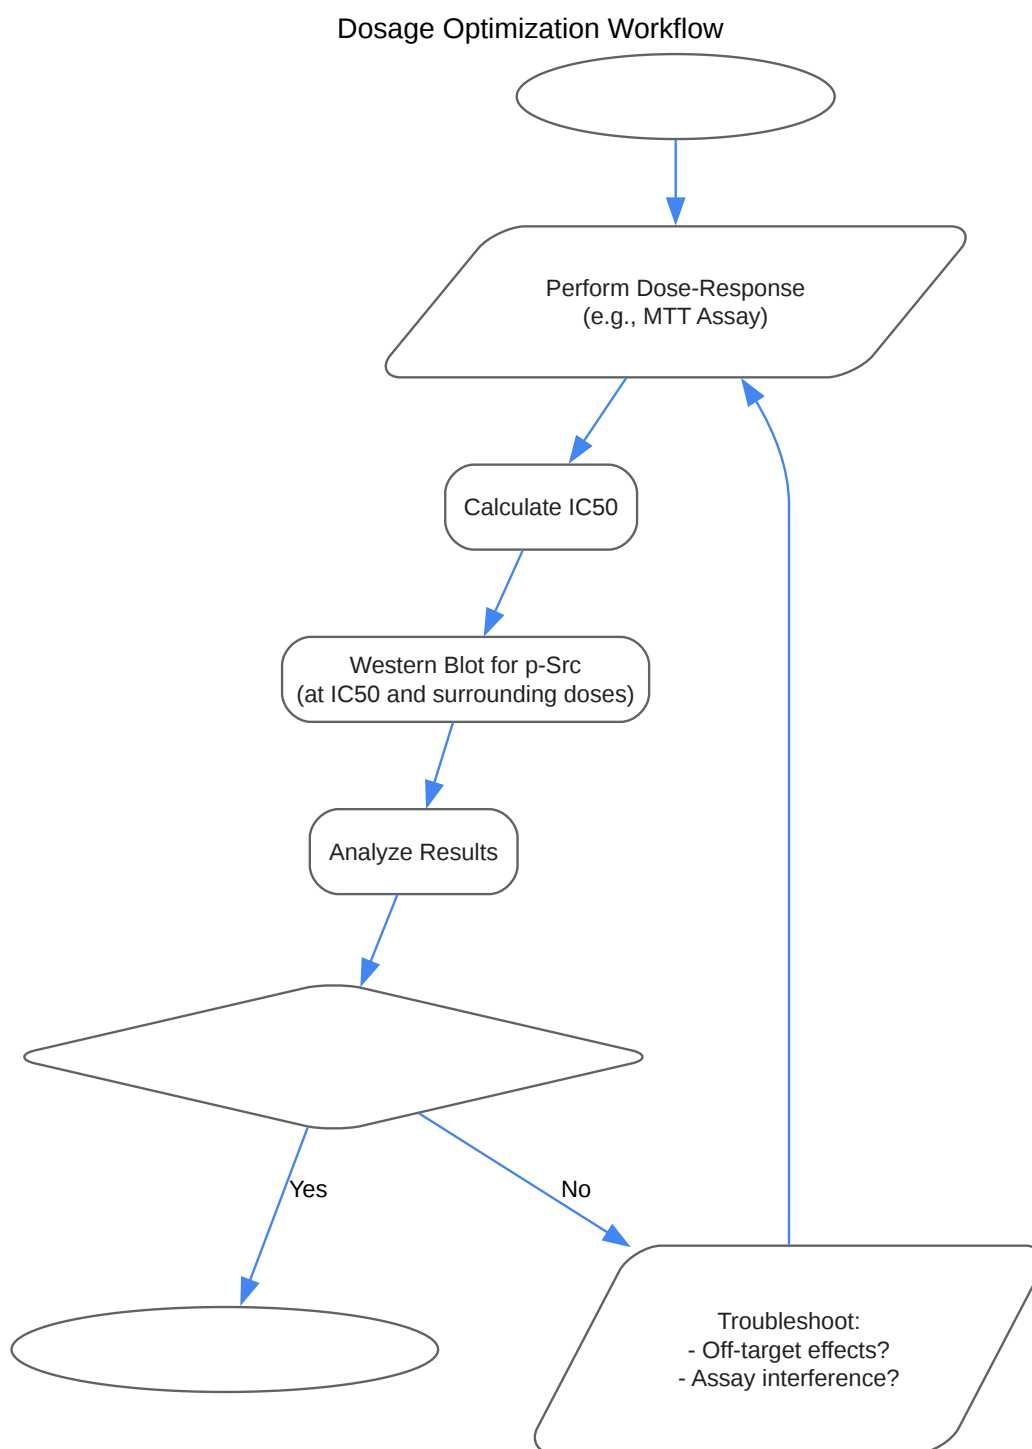 Dosage Optimization Workflow
Perform Dose-Response
(e.g., MTT Assay)
Calculate IC50
Western Blot for p-Src
(at IC50 and surrounding doses)
Analyze Results
Yes
No
Troubleshoot:
- Off-target effects?
- Assay interference?